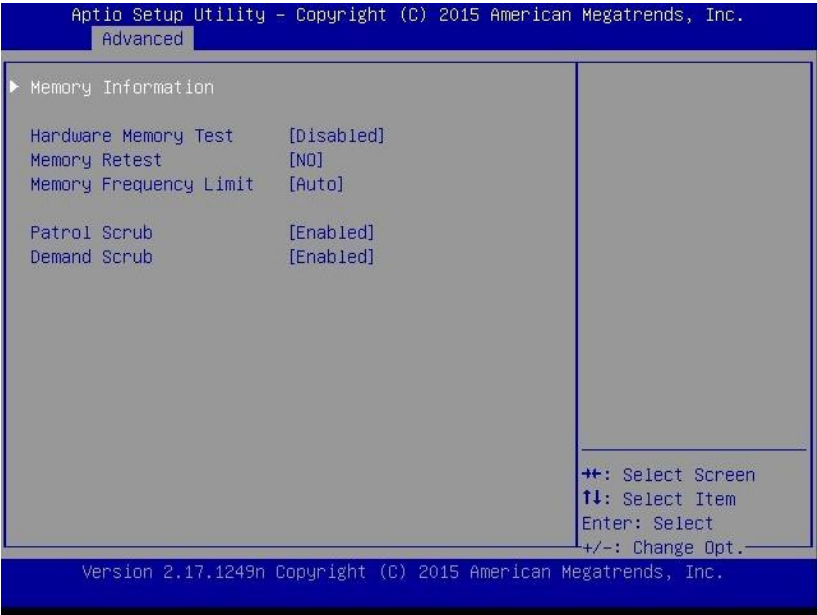 Aptio Setup Utility – Copyright (C) 2015 American Megatrends, Inc.
Advanced
Memory Information
Hardware Memory Test [Disabled]
Memory Retest [NO]
Memory Frequency Limit [Auto]
Patrol Scrub [Enabled]
Demand Scrub [Enabled]
→←: Select Screen
↑↓: Select Item
Enter: Select
+/-: Change Opt.
Version 2.17.1249n Copyright (C) 2015 American Megatrends, Inc.